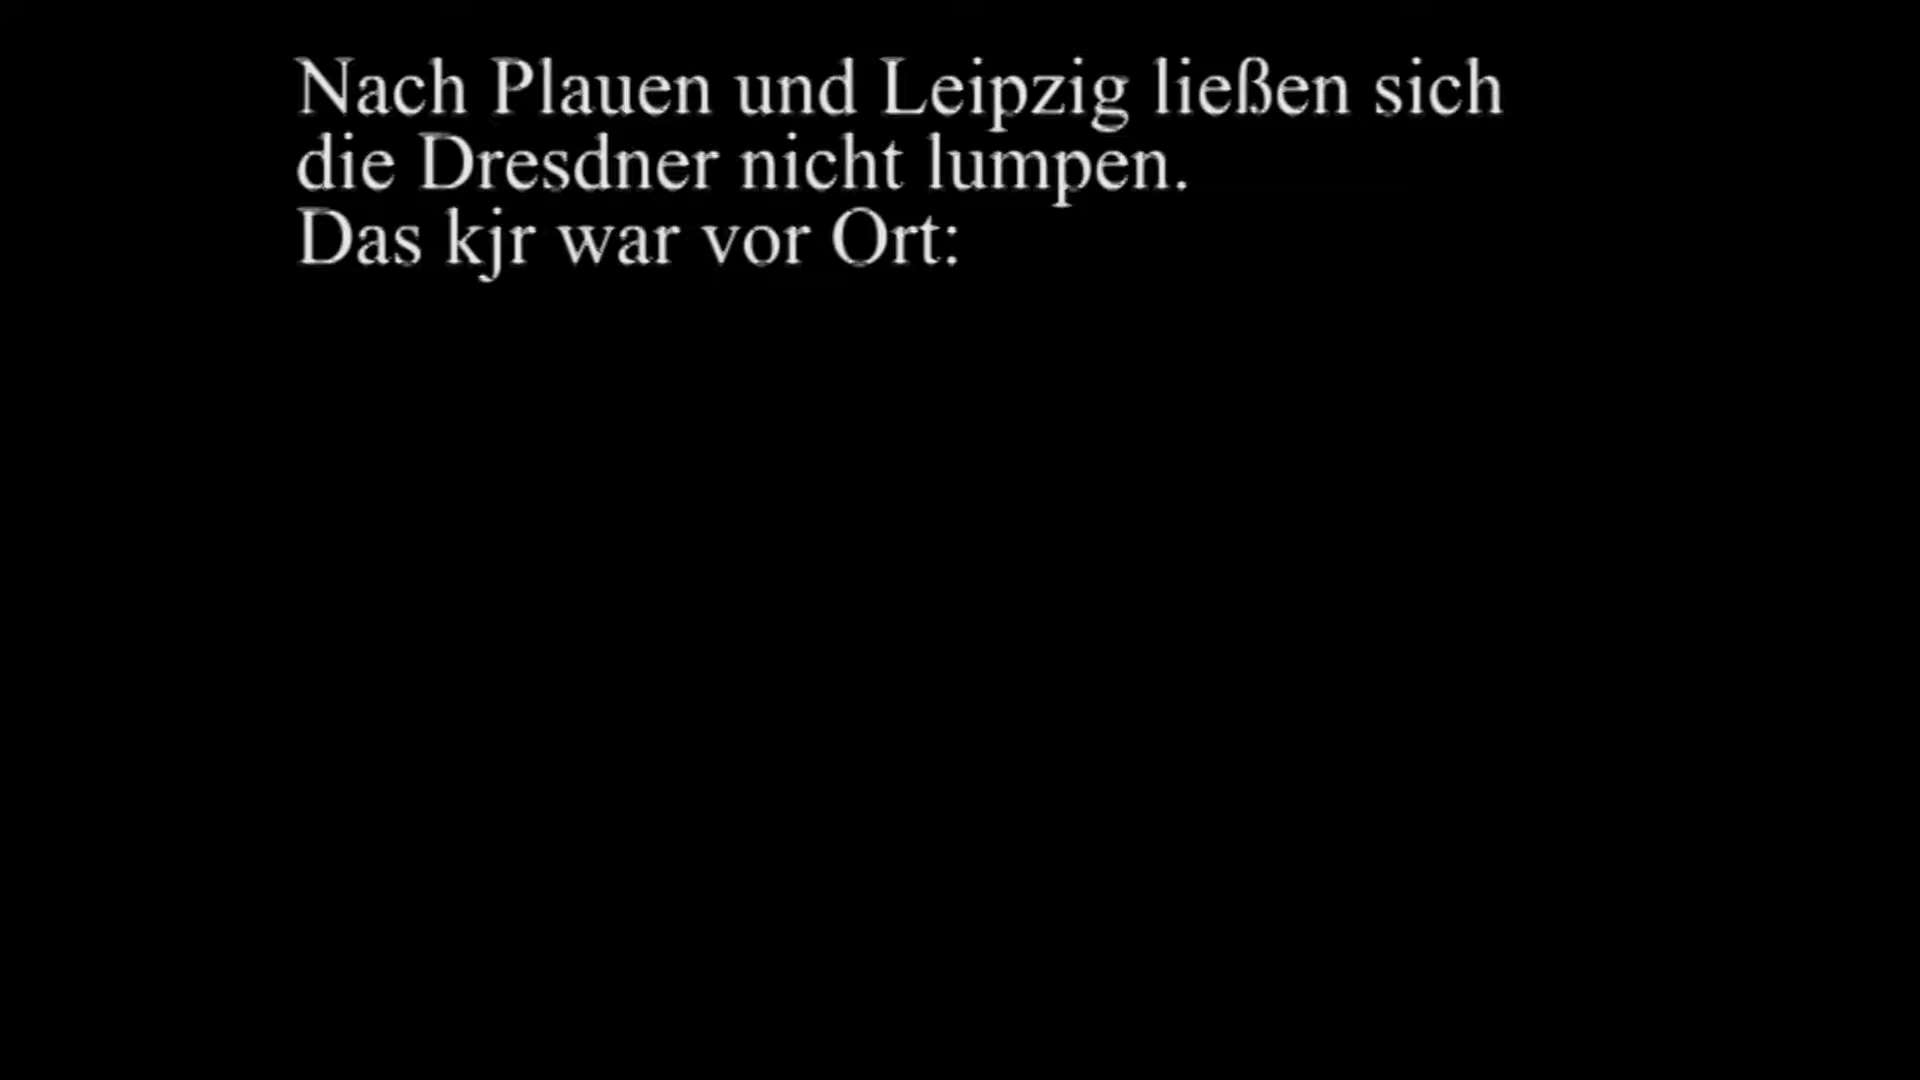 Nach Plauen und Leipzig ließen sich
die Dresdner nicht lumpen.
Das kjr war vor Ort: